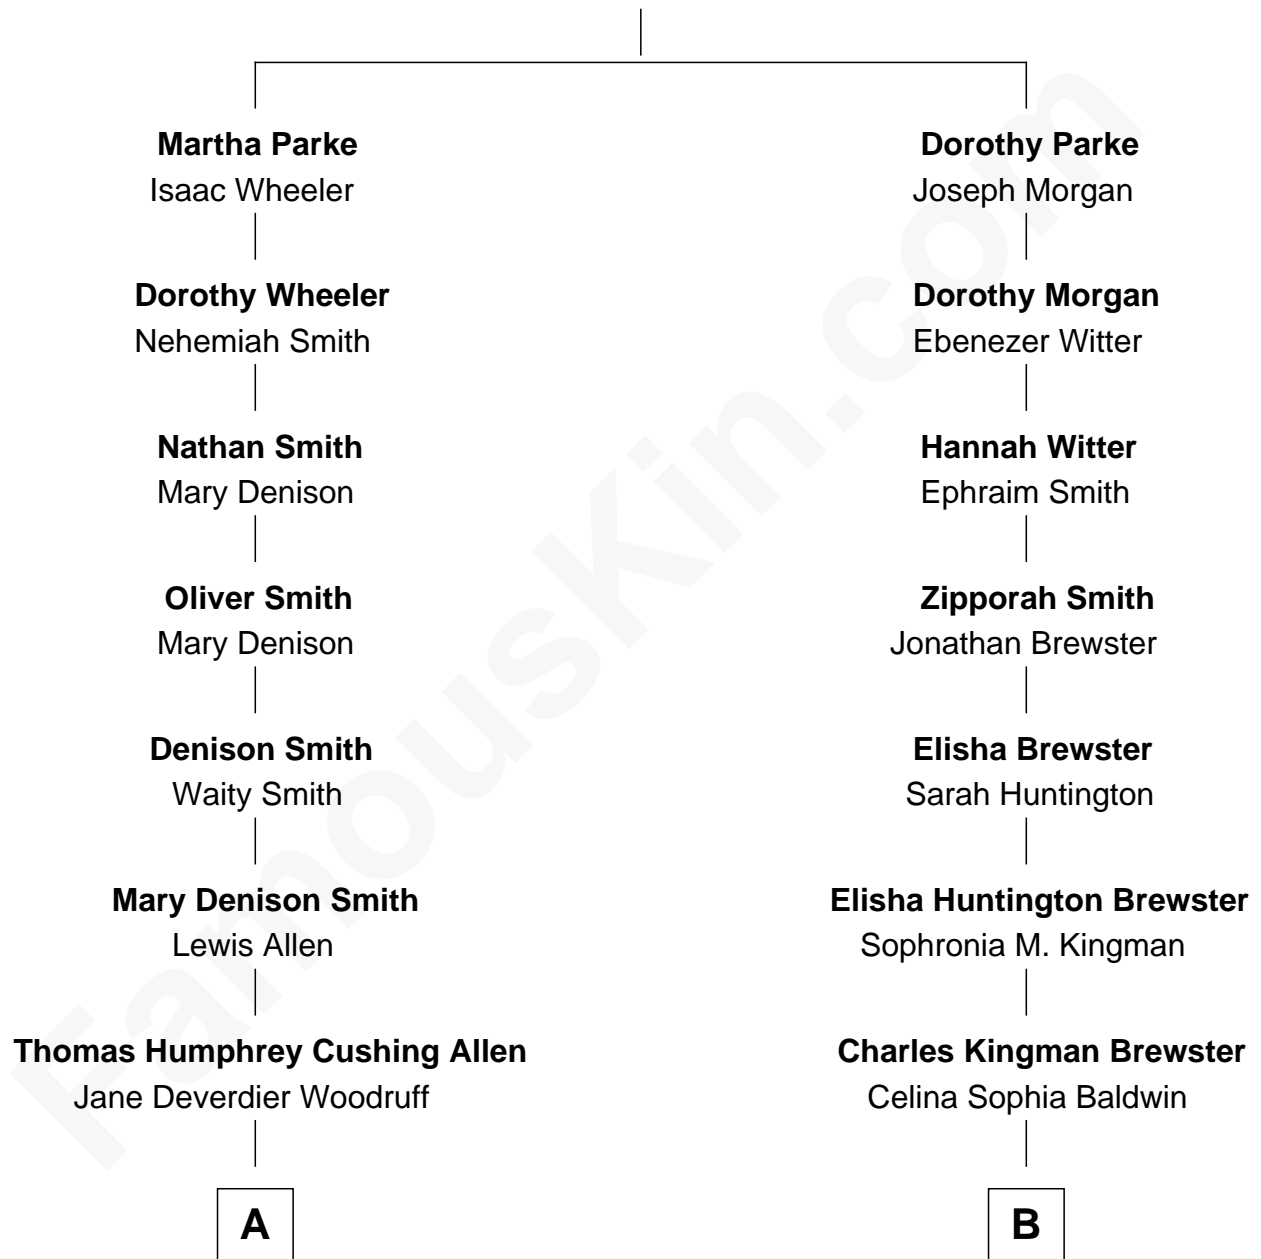 Martha Parke
Isaac Wheeler
Dorothy Wheeler
Nehemiah Smith
Nathan Smith
Mary Denison
Oliver Smith
Mary Denison
Denison Smith
Waity Smith
Mary Denison Smith
Lewis Allen
Thomas Humphrey Cushing Allen
Jane Deverdier Woodruff
A
Dorothy Parke
Joseph Morgan
Dorothy Morgan
Ebenezer Witter
Hannah Witter
Ephraim Smith
Zipporah Smith
Jonathan Brewster
Elisha Brewster
Sarah Huntington
Elisha Huntington Brewster
Sophronia M. Kingman
Charles Kingman Brewster
Celina Sophia Baldwin
B
FamousKin.com